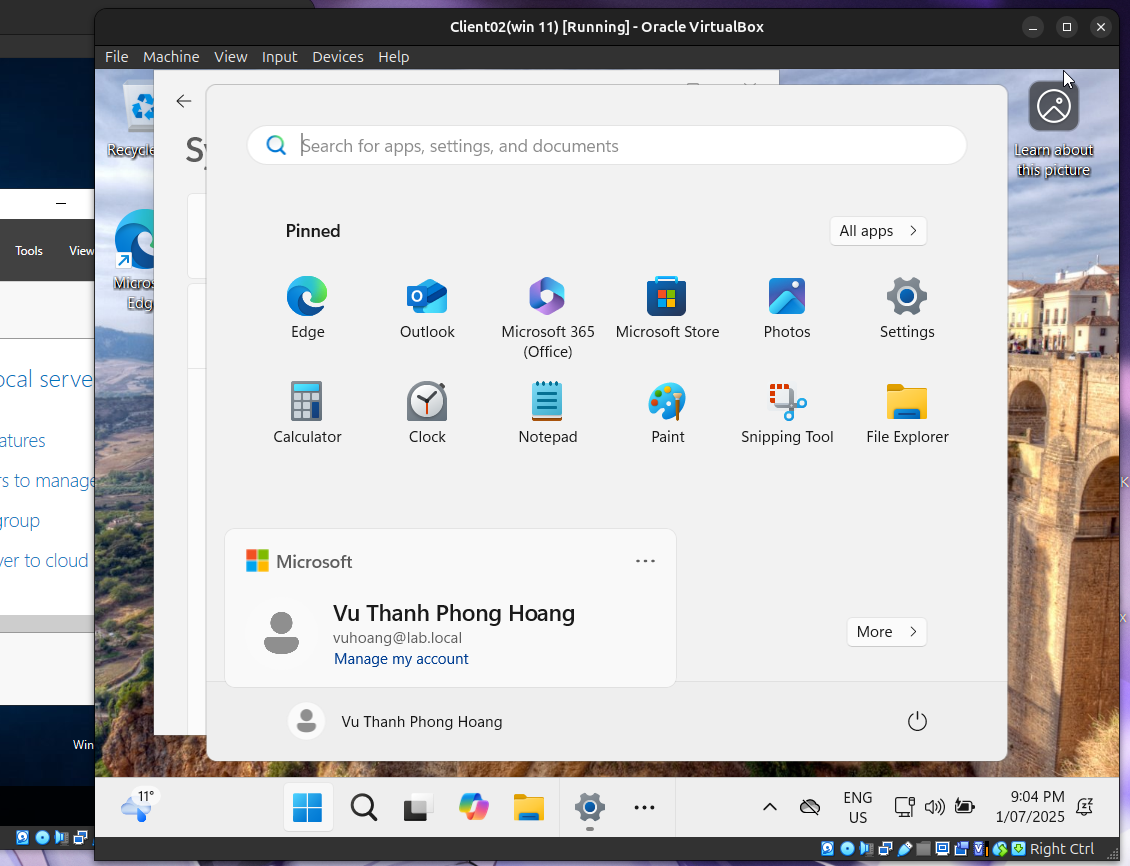 Client02(win 11) [Running] - Oracle VirtualBox
File Machine View Input Devices Help
Recycle
Sy
Search for apps, settings, and documents
Learn about
this picture
Tools View
Pinned
All apps
Micros
Edg
Edge
Outlook
Microsoft 365
(Office)
Microsoft Store
Photos
Settings
ocal serve
Calculator
Clock
Notepad
Paint
Snipping Tool
File Explorer
atures
rs to manage
group
ver to cloud
Microsoft
Vu Thanh Phong Hoang
vuhoang@lab.local
Manage my account
More
Vu Thanh Phong Hoang
Win
11°
ENG
US
9:04 PM
1/07/2025
Right Ctrl